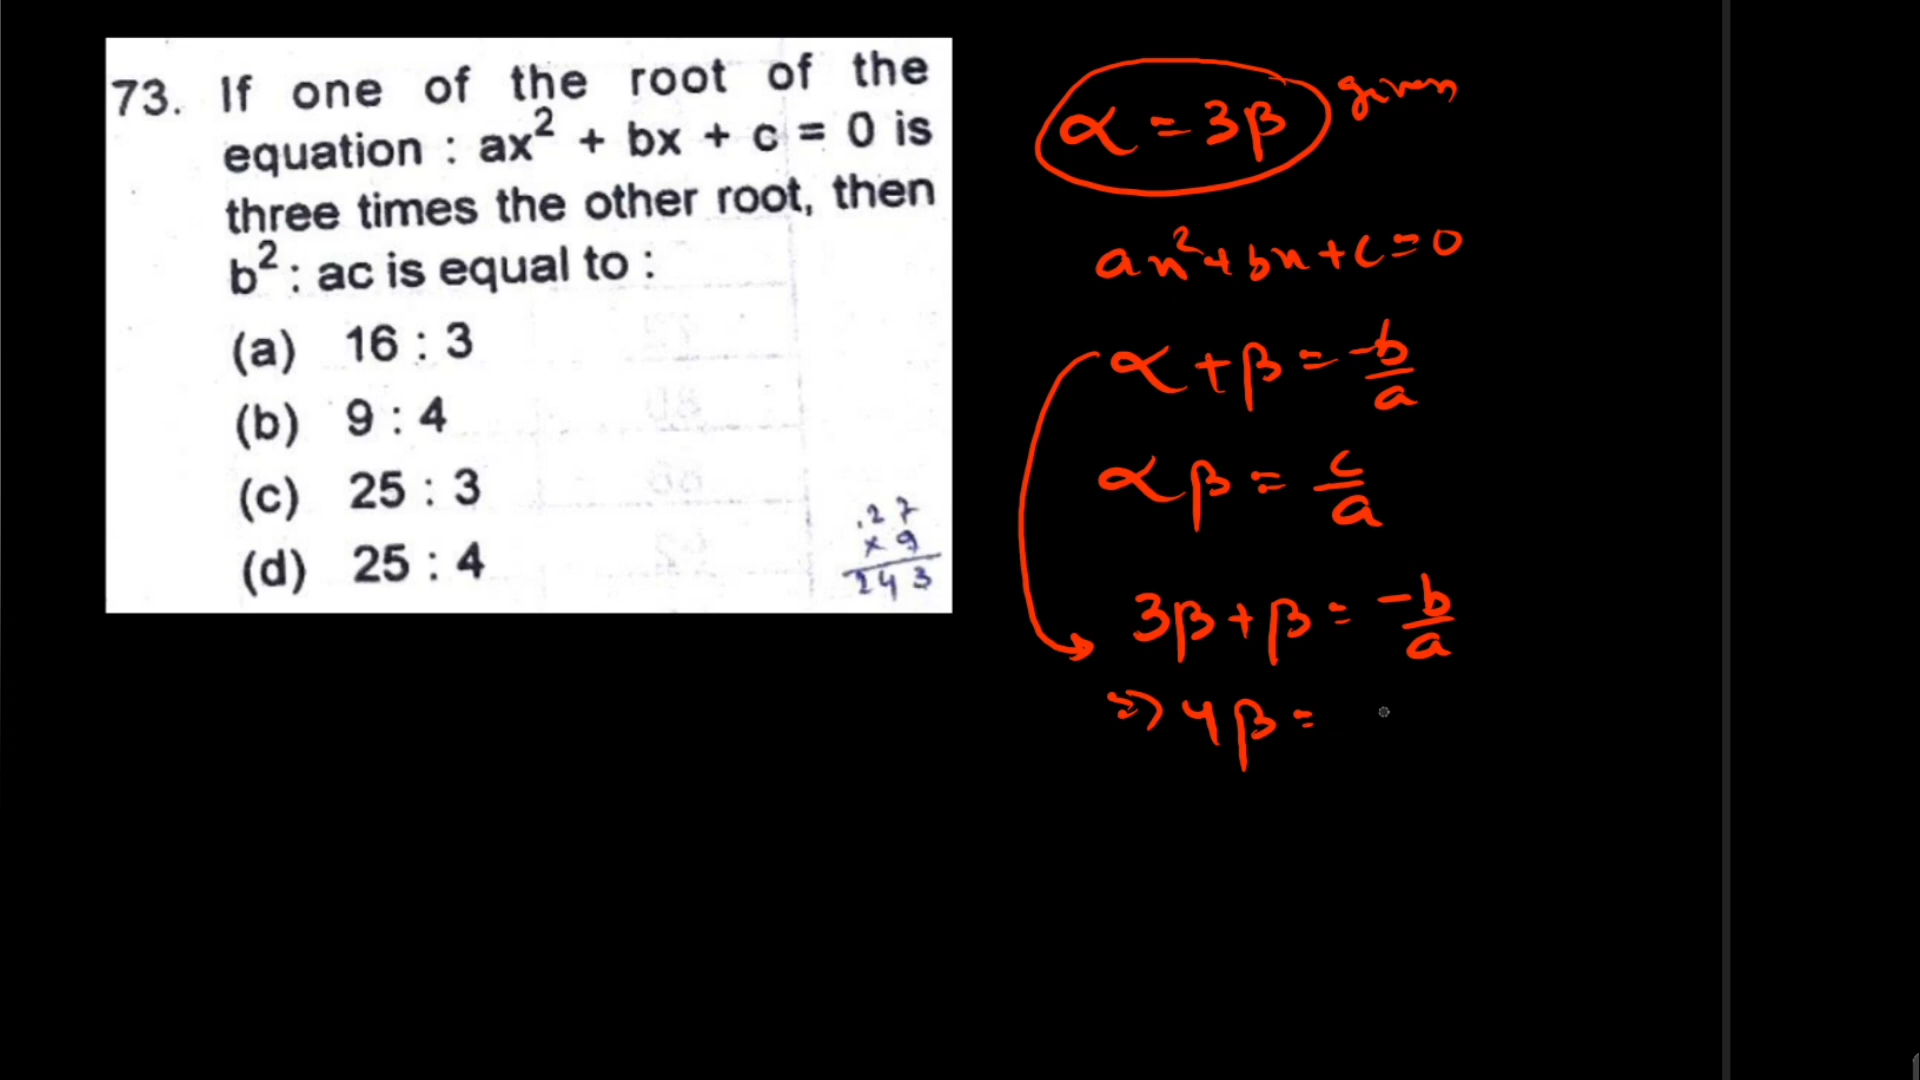 73. If one of the root of the
equation : ax² + bx + c = 0 is
three times the other root, then
b² : ac is equal to :
(a) 16 : 3
(b) 9 : 4
(c) 25 : 3
(d) 25 : 4
.27
× 9
243
α = 3β given
ax²+bx+c=0
α+β = -b/a
αβ = c/a
3β+β = -b/a
⇒ 4β =